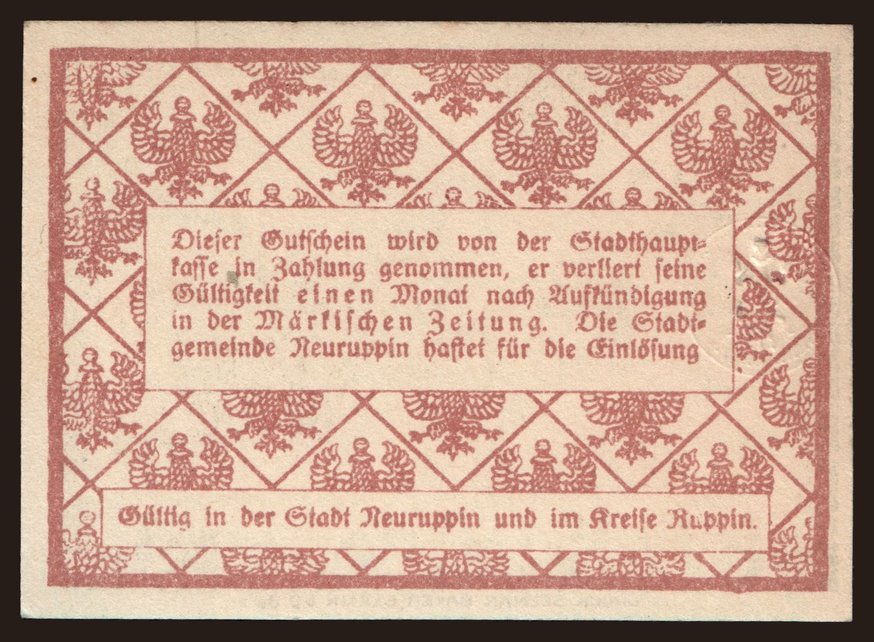 Dieser Gutschein wird von der Stadthaupt-
kasse in Zahlung genommen, er verliert seine
Gültigkeit einen Monat nach Aufkündigung
in der Märkischen Zeitung. Die Stadt-
gemeinde Neuruppin haftet für die Einlösung
Gültig in der Stadt Neuruppin und im Kreise Ruppin.